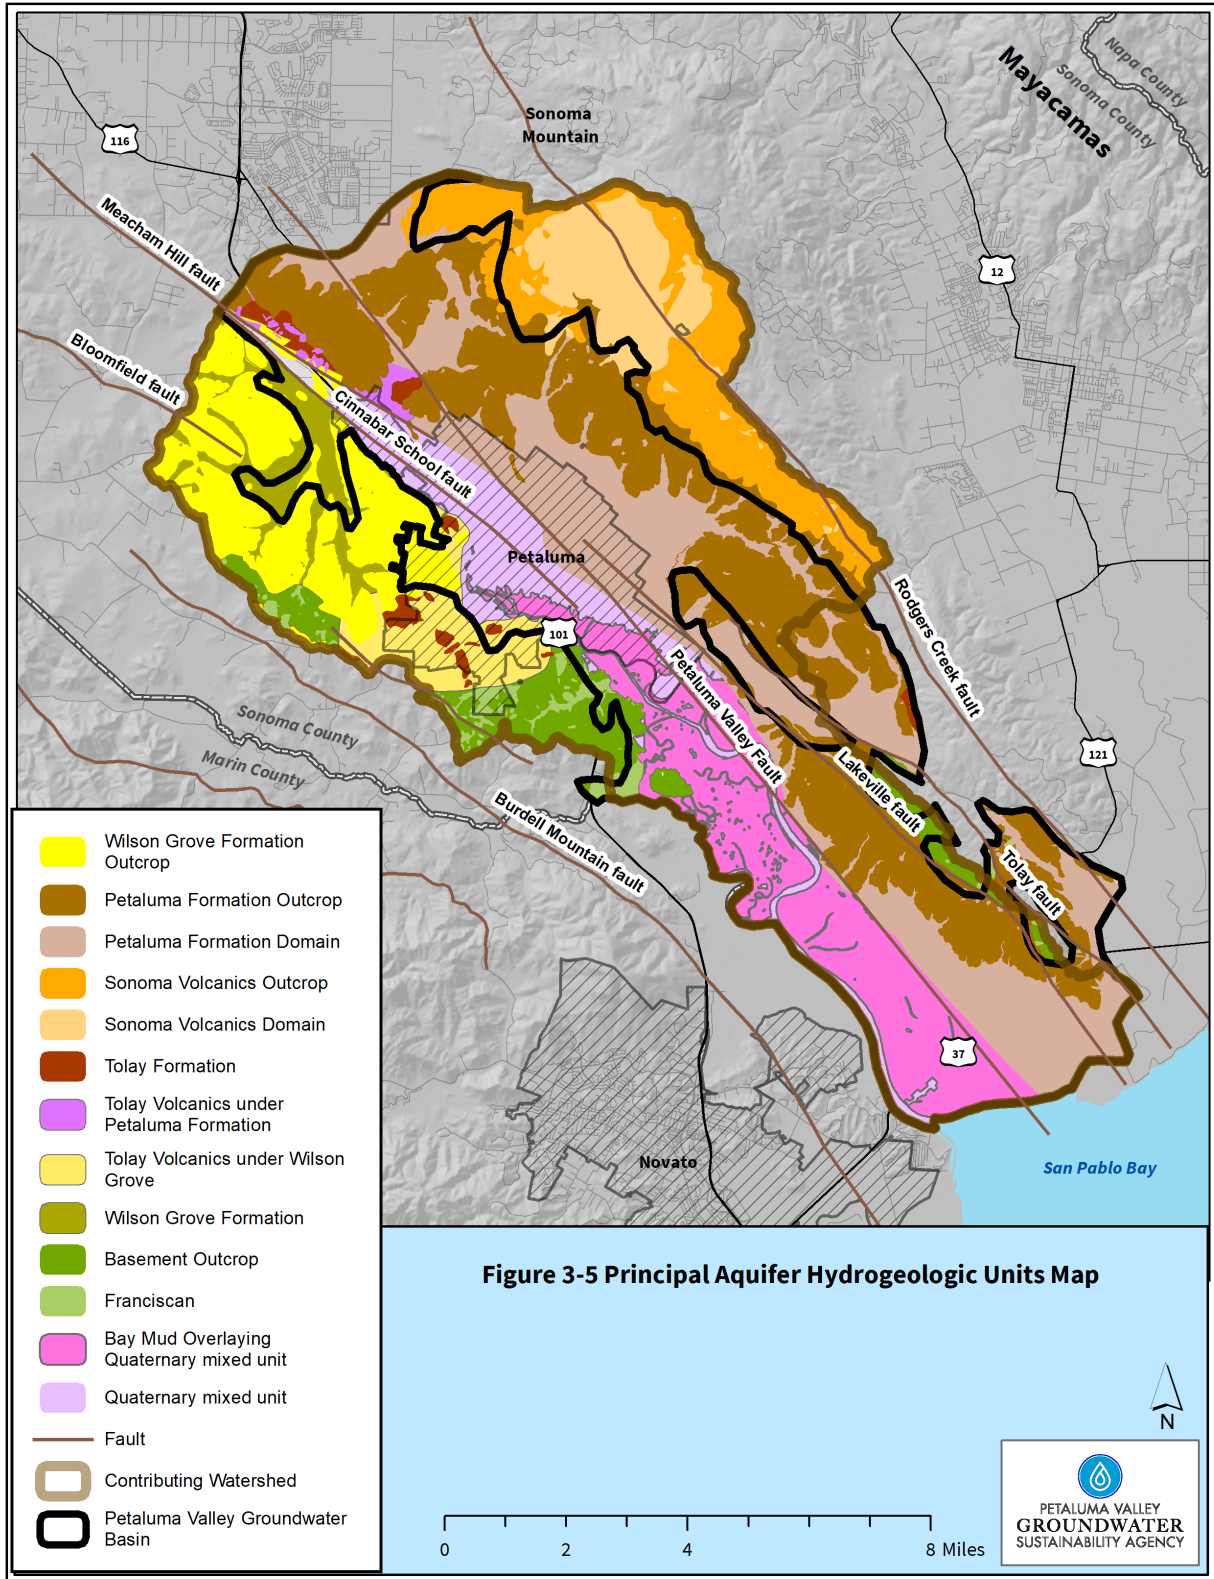 Napa County
Sonoma County
Mayacamas
Sonoma
Mountain
116
Meacham Hill fault
12
Bloomfield fault
Cinnabar School fault
Petaluma
Rodgers Creek fault
101
Petaluma Valley Fault
Sonoma County
Marin County
121
Lakeville fault
Burdell Mountain fault
Tolay fault
37
Novato
San Pablo Bay
Wilson Grove Formation
Outcrop
Petaluma Formation Outcrop
Petaluma Formation Domain
Sonoma Volcanics Outcrop
Sonoma Volcanics Domain
Tolay Formation
Tolay Volcanics under
Petaluma Formation
Tolay Volcanics under Wilson
Grove
Wilson Grove Formation
Basement Outcrop
Franciscan
Bay Mud Overlaying
Quaternary mixed unit
Quaternary mixed unit
Fault
Contributing Watershed
Petaluma Valley Groundwater
Basin
Figure 3-5 Principal Aquifer Hydrogeologic Units Map
N
0 2 4 8 Miles
PETALUMA VALLEY
GROUNDWATER
SUSTAINABILITY AGENCY